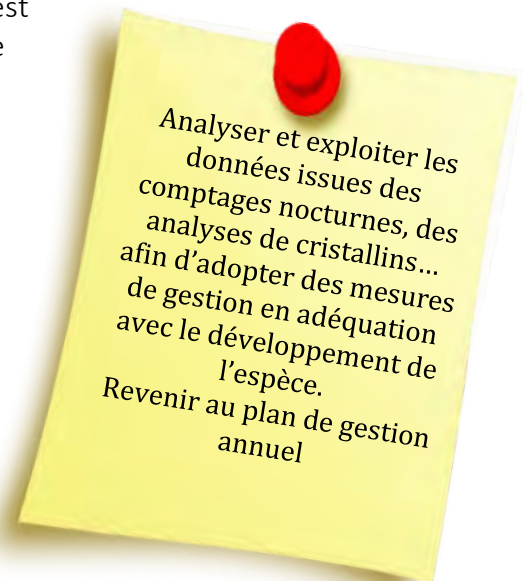 est
e
Analyser et exploiter les
données issues des
comptages nocturnes, des
analyses de cristallins…
afin d’adopter des mesures
de gestion en adéquation
avec le développement de
l’espèce.
Revenir au plan de gestion
annuel